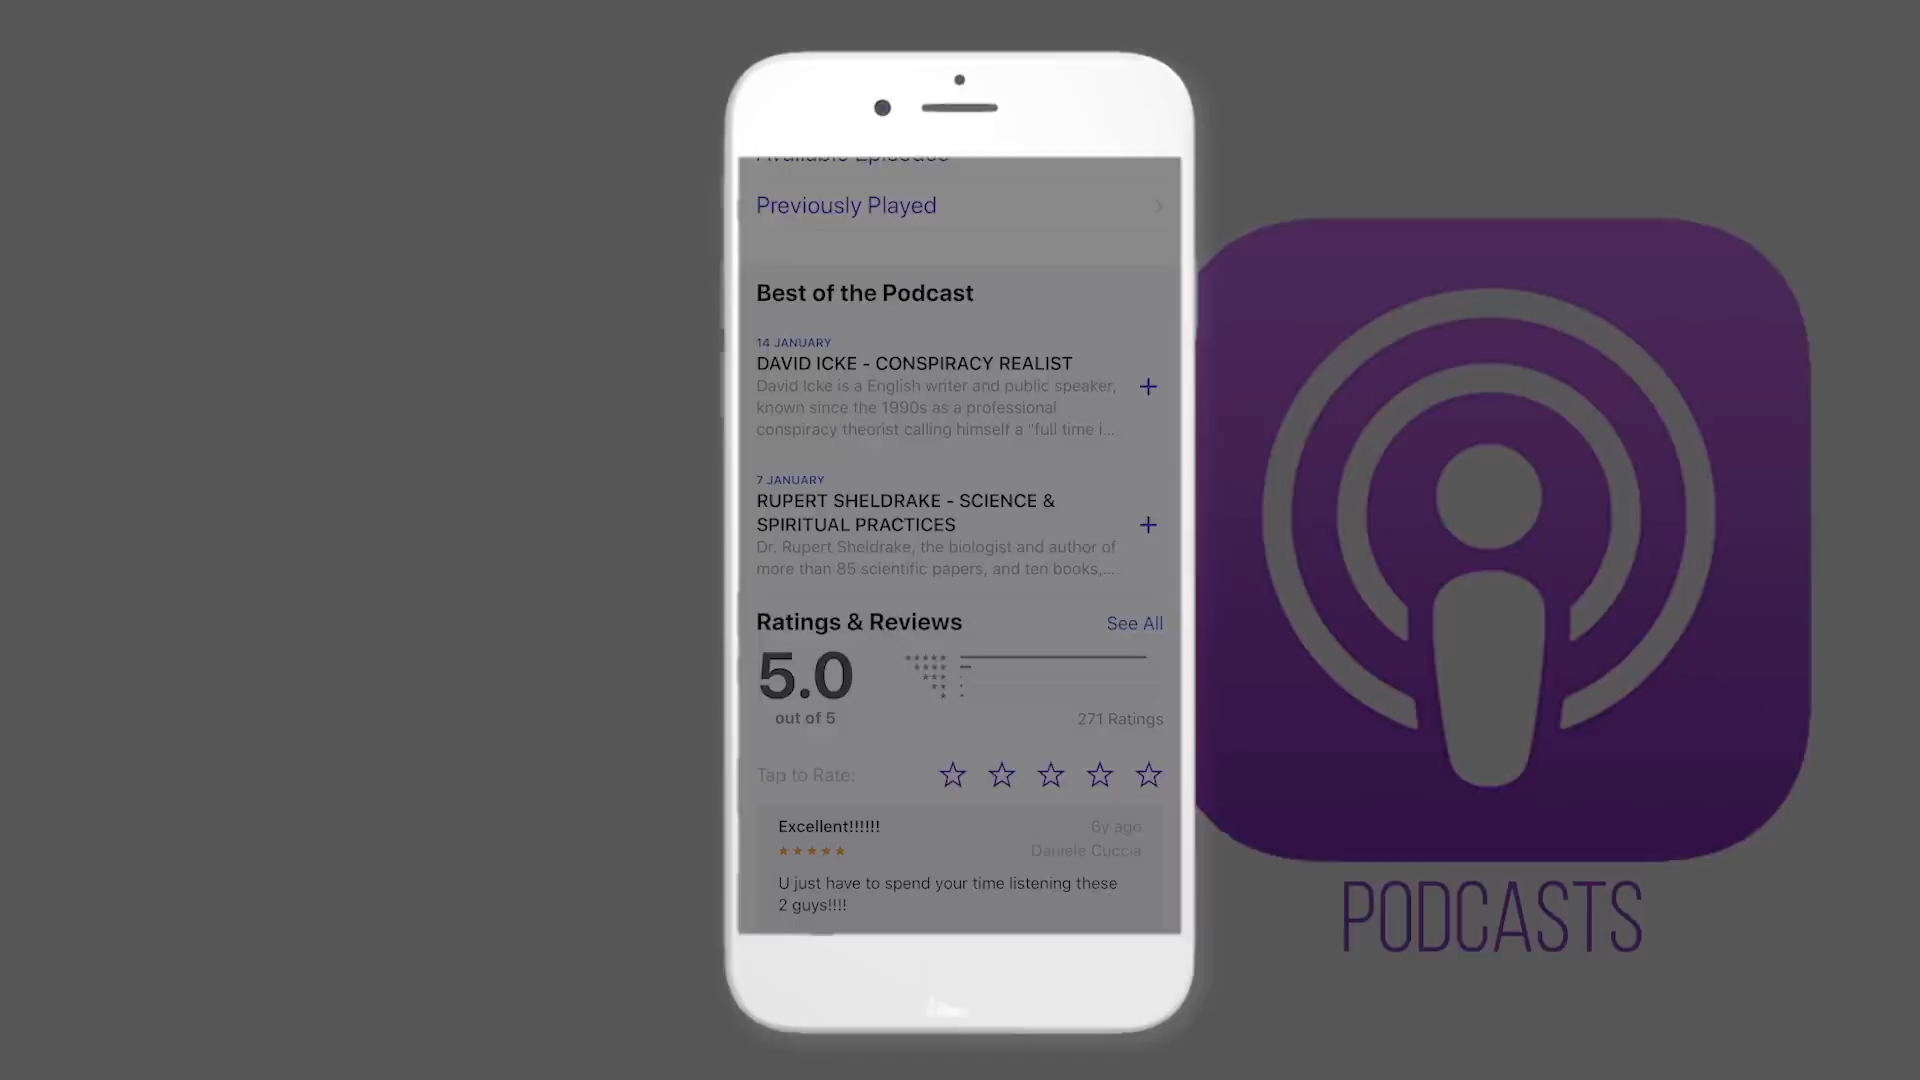 Available Episodes
Previously Played
Best of the Podcast
14 JANUARY
DAVID ICKE - CONSPIRACY REALIST
David Icke is a English writer and public speaker,
known since the 1990s as a professional
conspiracy theorist calling himself a "full time i...
7 JANUARY
RUPERT SHELDRAKE - SCIENCE &
SPIRITUAL PRACTICES
Dr. Rupert Sheldrake, the biologist and author of
more than 85 scientific papers, and ten books,...
Ratings & Reviews
See All
5.0
out of 5
271 Ratings
Tap to Rate:
Excellent!!!!!!
6y ago
Daniele Cuccia
U just have to spend your time listening these
2 guys!!!!
PODCASTS